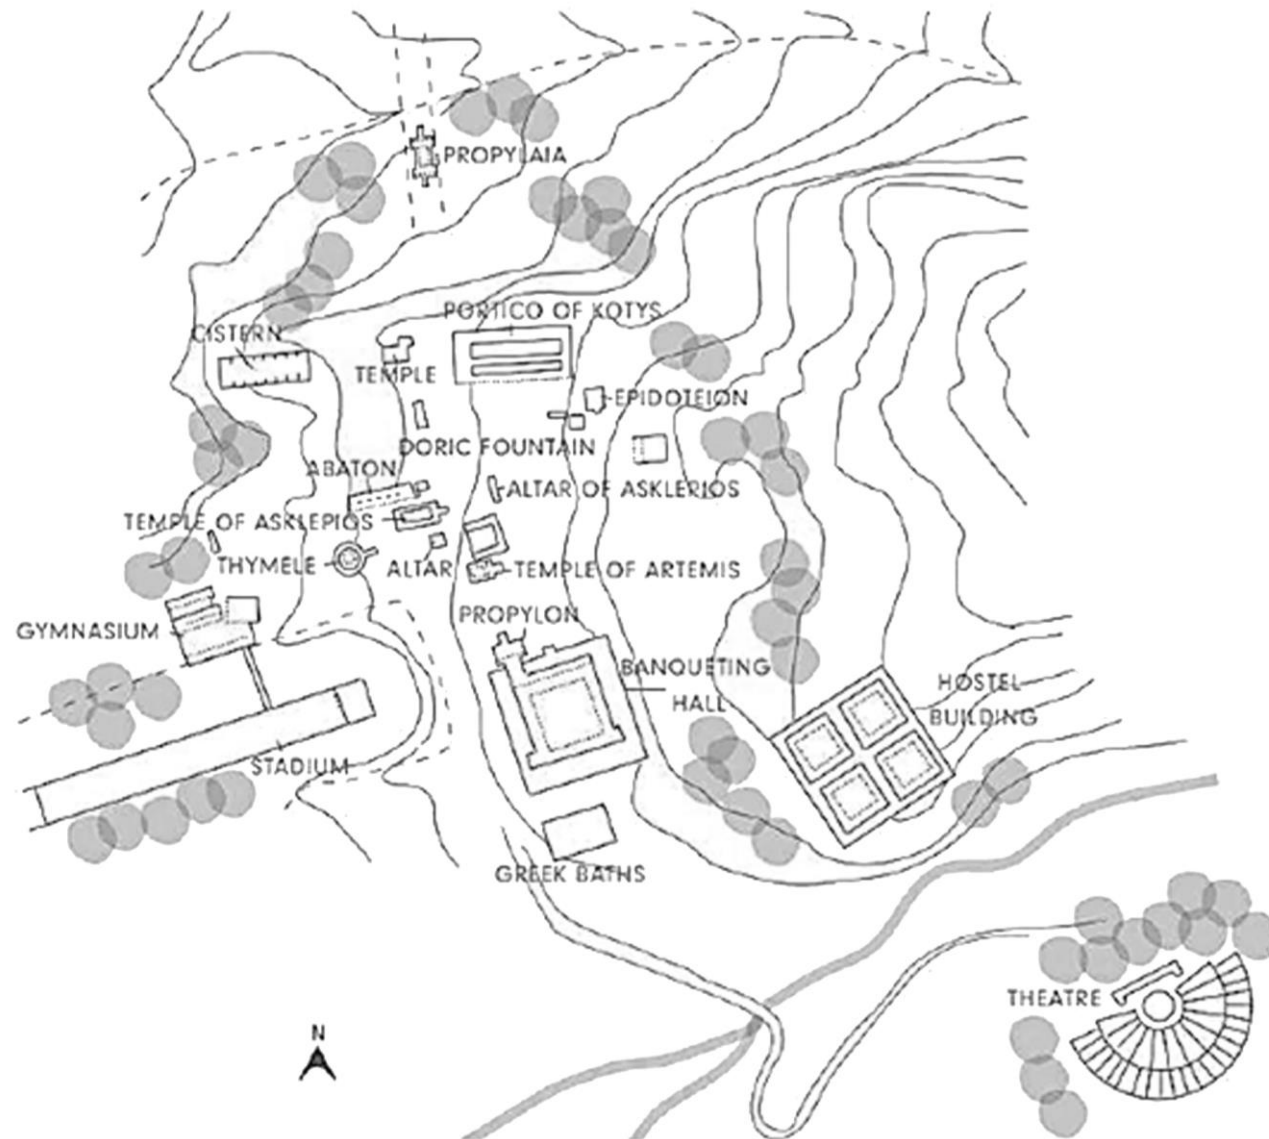 PROPYLAIA
PORTICO OF KOTYS
CISTERN
TEMPLE
EPIDOTEION
DORIC FOUNTAIN
ABATON
ALTAR OF ASKLEPIOS
TEMPLE OF ASKLEPIOS
THYMELE
ALTAR
TEMPLE OF ARTEMIS
PROPYLON
GYMNASIUM
BANQUETING
HALL
HOSTEL
BUILDING
STADIUM
GREEK BATHS
THEATRE
N